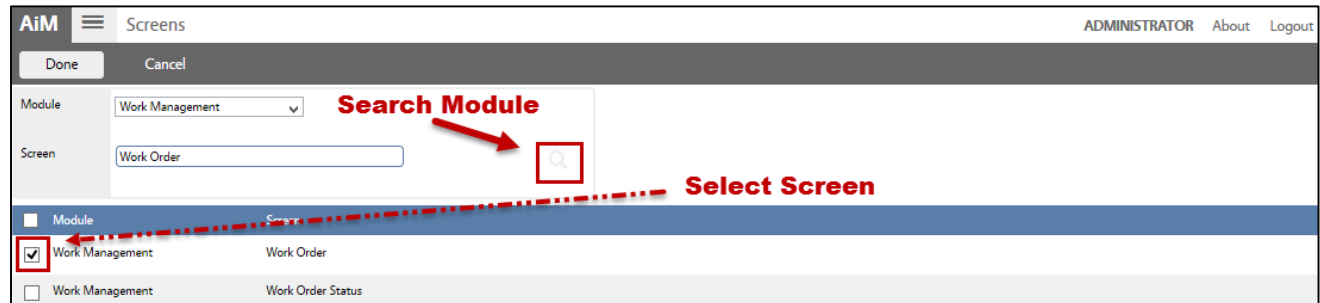 AiM Screens ADMINISTRATOR About Logout
Done Cancel
Module Work Management Search Module
Screen Work Order
Select Screen
Module Screen
Work Management Work Order
Work Management Work Order Status